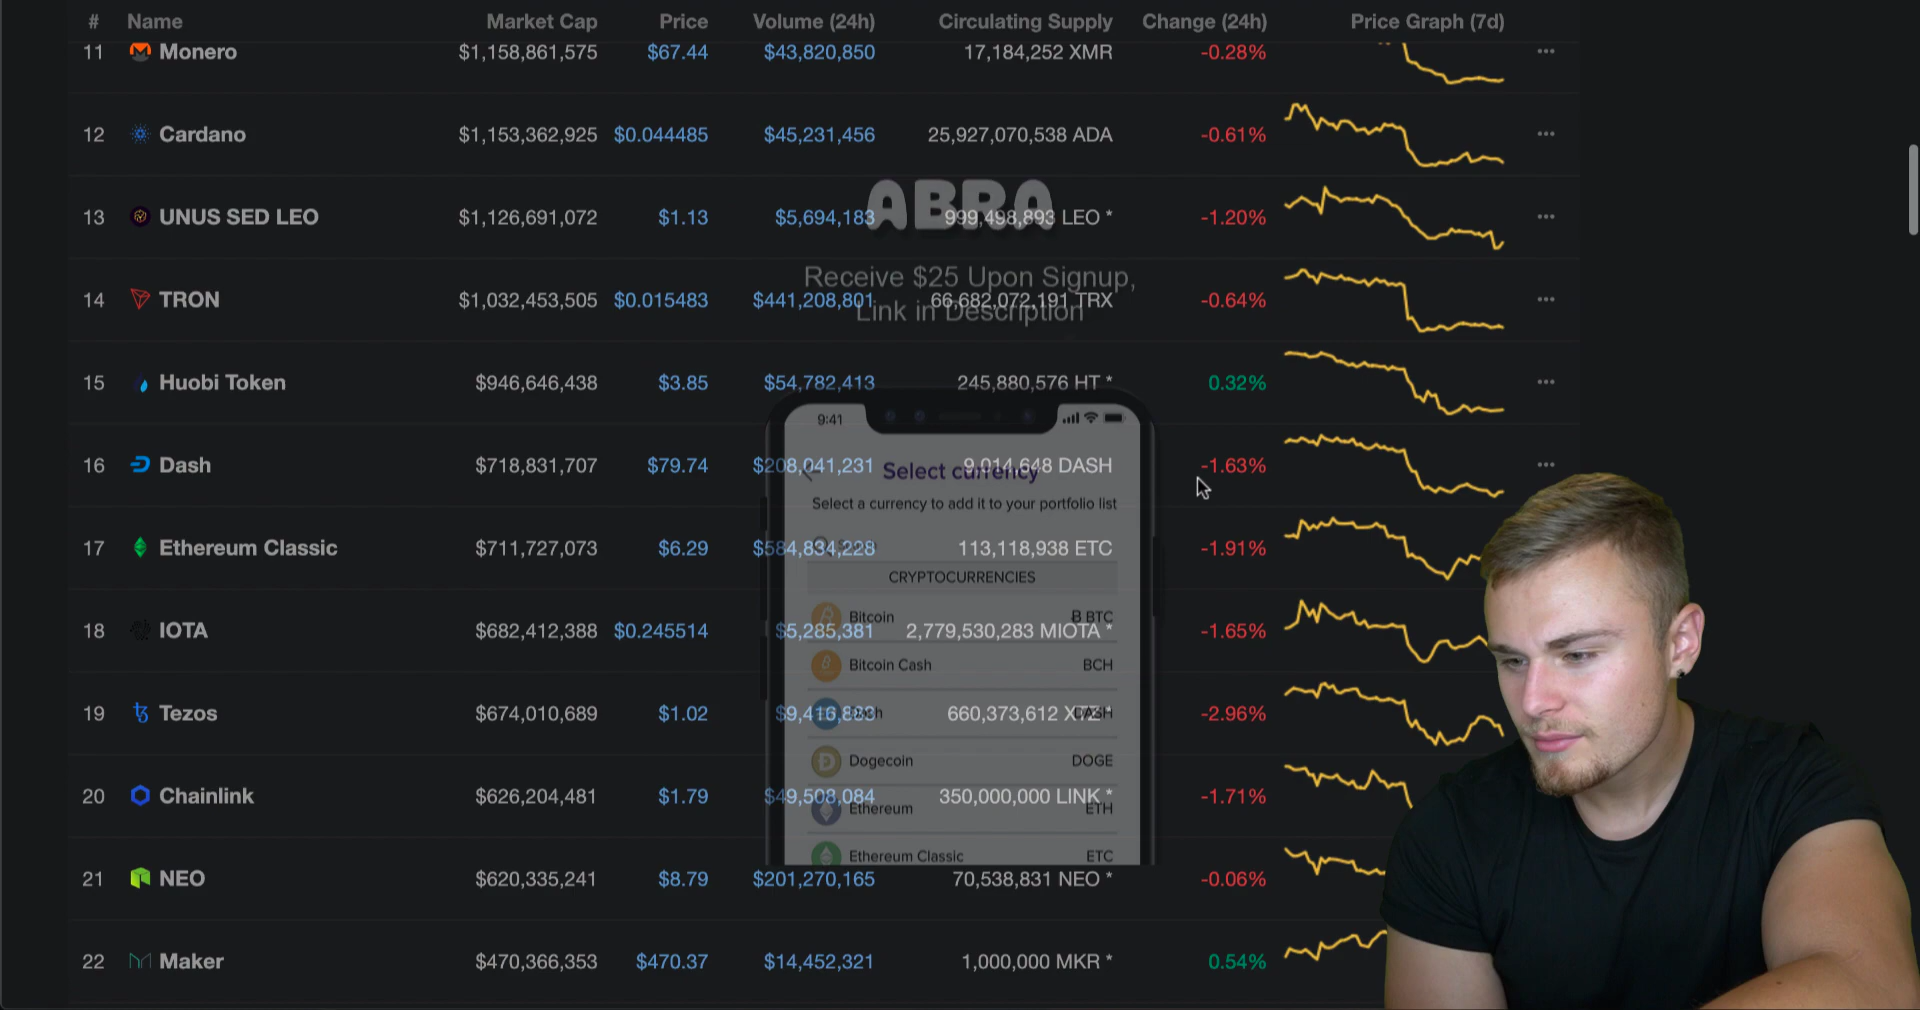 # Name Market Cap Price Volume (24h) Circulating Supply Change (24h) Price Graph (7d)
11 Monero $1,158,861,575 $67.44 $43,820,850 17,184,252 XMR -0.28%
12 Cardano $1,153,362,925 $0.044485 $45,231,456 25,927,070,538 ADA -0.61%
13 UNUS SED LEO $1,126,691,072 $1.13 $5,694,183 999,498,893 LEO * -1.20%
ABRA
Receive $25 Upon Signup,
Link in Description
14 TRON $1,032,453,505 $0.015483 $441,208,801 66,682,072,191 TRX -0.64%
15 Huobi Token $946,646,438 $3.85 $54,782,413 245,880,576 HT * 0.32%
9:41
16 Dash $718,831,707 $79.74 $208,041,231 9,014,648 DASH -1.63%
Select currency
Select a currency to add it to your portfolio list
17 Ethereum Classic $711,727,073 $6.29 $584,834,228 113,118,938 ETC -1.91%
CRYPTOCURRENCIES
Bitcoin B BTC
18 IOTA $682,412,388 $0.245514 $5,285,381 2,779,530,283 MIOTA * -1.65%
Bitcoin Cash BCH
19 Tezos $674,010,689 $1.02 660,373,612 -2.96%
DASH
Dogecoin DOGE
20 Chainlink $626,204,481 $1.79 $49,508,084 350,000,000 LINK * -1.71%
Ethereum ETH
Ethereum Classic ETC
21 NEO $620,335,241 $8.79 $201,270,165 70,538,831 NEO * -0.06%
22 Maker $470,366,353 $470.37 $14,452,321 1,000,000 MKR * 0.54%